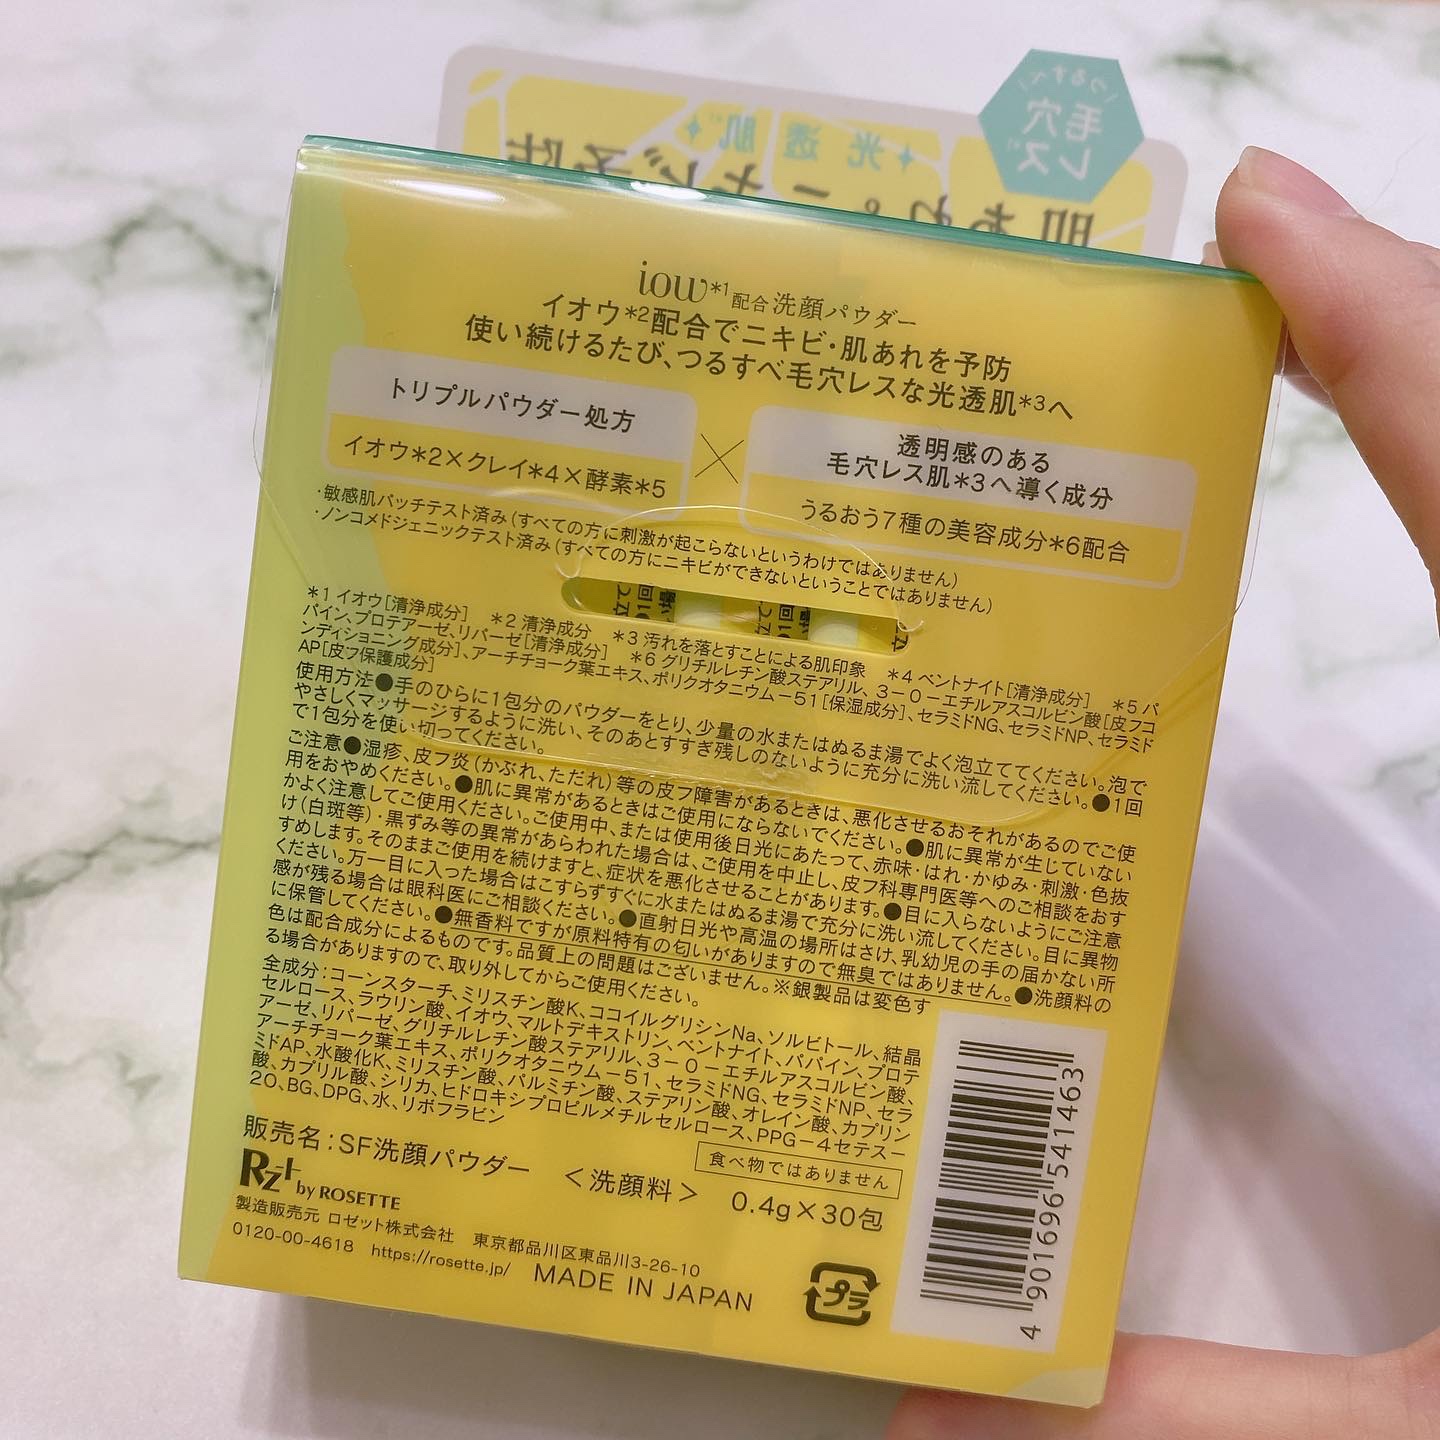 つるすべ
毛穴
レス
光透肌
肌あれ。ニキビ予防
iow*1配合洗顔パウダー
イオウ*2配合でニキビ・肌あれを予防
使い続けるたび、つるすべ毛穴レスな光透肌*3へ
トリプルパウダー処方
イオウ*2×クレイ*4×酵素*5
×
透明感のある
毛穴レス肌*3へ導く成分
うるおう7種の美容成分*6配合
・敏感肌パッチテスト済み(すべての方に刺激が起こらないというわけではありません)
・ノンコメドジェニックテスト済み(すべての方にニキビができないということではありません)
*1 イオウ[清浄成分] *2 清浄成分 *3 汚れを落とすことによる肌印象 *4 ベントナイト[清浄成分] *5 パ
パイン、プロテアーゼ、リパーゼ[清浄成分] *6 グリチルレチン酸ステアリル、3-O-エチルアスコルビン酸[皮フコ
ンディショニング成分]、アーチチョーク葉エキス、ポリクオタニウム-51[保湿成分]、セラミドNG、セラミドNP、セラミド
AP[皮フ保護成分]
使用方法●手のひらに1包分のパウダーをとり、少量の水またはぬるま湯でよく泡立ててください。泡で
やさしくマッサージするように洗い、そのあとすすぎ残しのないように充分に洗い流してください。●1回
で1包分を使い切ってください。
ご注意●湿疹、皮フ炎(かぶれ、ただれ)等の皮フ障害があるときは、悪化させるおそれがあるのでご使
用をおやめください。●肌に異常があるときはご使用にならないでください。●肌に異常が生じていない
かよく注意してご使用ください。ご使用中、または使用後日光にあたって、赤味・はれ・かゆみ・刺激・色抜
け(白斑等)・黒ずみ等の異常があらわれた場合は、ご使用を中止し、皮フ科専門医等へのご相談をおす
すめします。そのままご使用を続けますと、症状を悪化させることがあります。●目に入らないようにご注意
ください。万一目に入った場合はこすらずすぐに水またはぬるま湯で充分に洗い流してください。目に異物
感が残る場合は眼科医にご相談ください。●直射日光や高温の場所はさけ、乳幼児の手の届かない所
に保管してください。●無香料ですが原料特有の匂いがありますので無臭ではありません。●洗顔料の
色は配合成分によるものです。品質上の問題はございません。※銀製品は変色す
る場合がありますので、取り外してからご使用ください。
全成分:コーンスターチ、ミリスチン酸K、ココイルグリシンNa、ソルビトール、結晶
セルロース、ラウリン酸、イオウ、マルトデキストリン、ベントナイト、パパイン、プロテ
アーゼ、リパーゼ、グリチルレチン酸ステアリル、3-O-エチルアスコルビン酸、
アーチチョーク葉エキス、ポリクオタニウム-51、セラミドNG、セラミドNP、セラ
ミドAP、水酸化K、ミリスチン酸、パルミチン酸、ステアリン酸、オレイン酸、カプリン
酸、カプリル酸、シリカ、ヒドロキシプロピルメチルセルロース、PPG-4セテスー
20、BG、DPG、水、リボフラビン
販売名:SF洗顔パウダー <洗顔料>
食べ物ではありません
0.4g×30包
Rz+ by ROSETTE
製造販売元 ロゼット株式会社 東京都品川区東品川3-26-10
0120-00-4618 https://rosette.jp/ MADE IN JAPAN
プラ
4 901696 541463